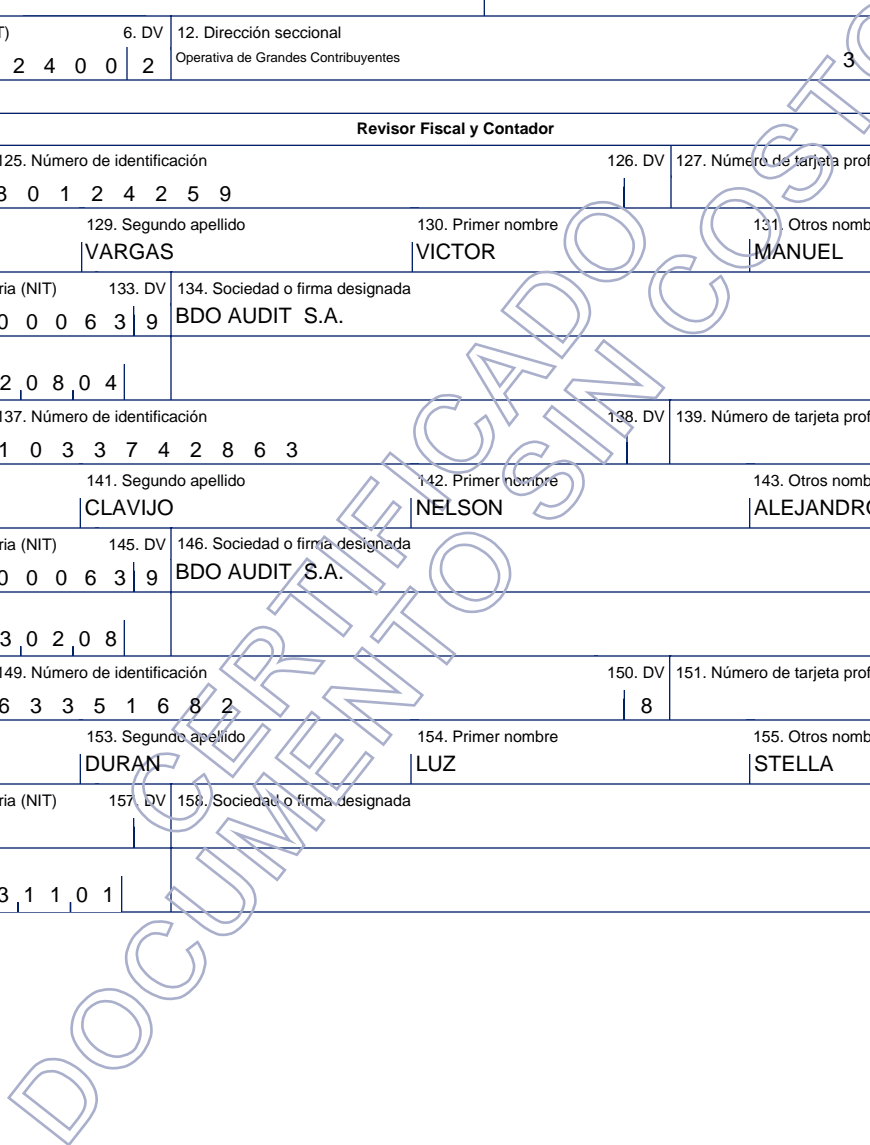 T) 6. DV 12. Dirección seccional
2 4 0 0 2 Operativa de Grandes Contribuyentes 3
Revisor Fiscal y Contador
125. Número de identificación 126. DV 127. Número de tarjeta prof
8 0 1 2 4 2 5 9
129. Segundo apellido 130. Primer nombre 131. Otros nomb
VARGAS VICTOR MANUEL
ria (NIT) 133. DV 134. Sociedad o firma designada
0 0 0 6 3 9 BDO AUDIT S.A.
2 0 8 0 4
137. Número de identificación 138. DV 139. Número de tarjeta prof
1 0 3 3 7 4 2 8 6 3
141. Segundo apellido 142. Primer nombre 143. Otros nomb
CLAVIJO NELSON ALEJANDRO
ria (NIT) 145. DV 146. Sociedad o firma designada
0 0 0 6 3 9 BDO AUDIT S.A.
3 0 2 0 8
149. Número de identificación 150. DV 151. Número de tarjeta prof
6 3 3 5 1 6 8 2 8
153. Segundo apellido 154. Primer nombre 155. Otros nomb
DURAN LUZ STELLA
ria (NIT) 157. DV 158. Sociedad o firma designada
3 1 1 0 1
CERTIFICADO
DOCUMENTO SIN COSTO